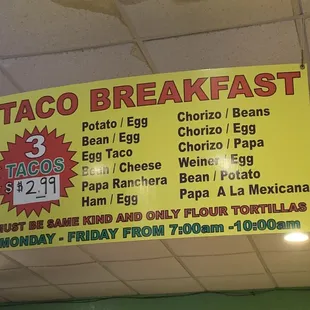 TACO BREAKFAST
3
TACOS
$2.99
Potato / Egg
Bean / Egg
Egg Taco
Bean / Cheese
Papa Ranchera
Ham / Egg
Chorizo / Beans
Chorizo / Egg
Chorizo / Papa
Weiner / Egg
Bean / Potato
Papa A La Mexicana
MUST BE SAME KIND AND ONLY FLOUR TORTILLAS
MONDAY - FRIDAY FROM 7:00am -10:00am